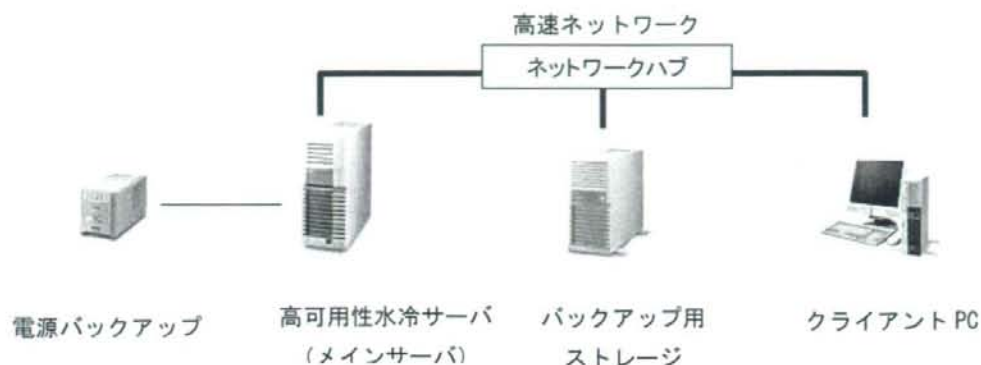 高速ネットワーク
ネットワークハブ
電源バックアップ
高可用性水冷サーバ
(メインサーバ)
バックアップ用
ストレージ
クライアント PC